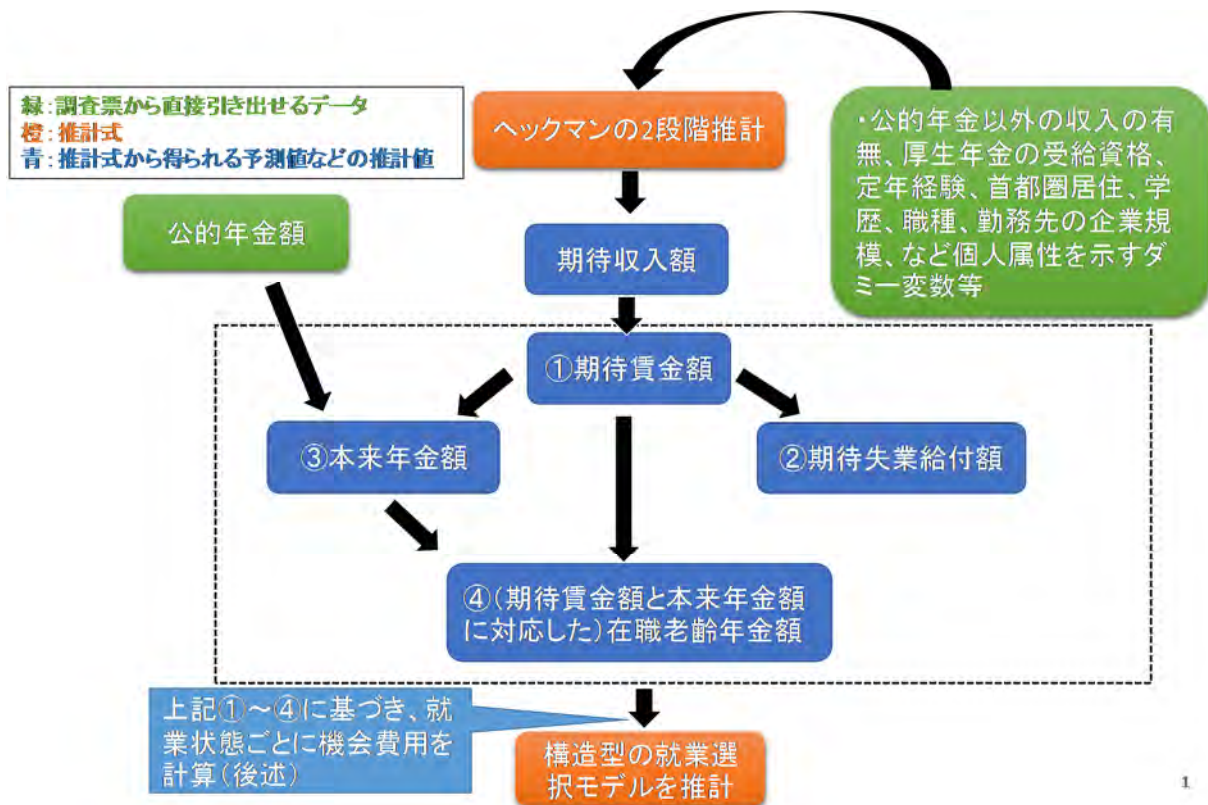 緑:調査票から直接引き出せるデータ
橙:推計式
青:推計式から得られる予測値などの推計値
ヘックマンの2段階推計
・公的年金以外の収入の有
無、厚生年金の受給資格、
定年経験、首都圏居住、学
歴、職種、勤務先の企業規
模、など個人属性を示すダ
ミー変数等
公的年金額
期待収入額
①期待賃金額
③本来年金額
②期待失業給付額
④(期待賃金額と本来年金額
に対応した)在職老齢年金額
上記①～④に基づき、就
業状態ごとに機会費用を
計算(後述)
構造型の就業選
択モデルを推計
1